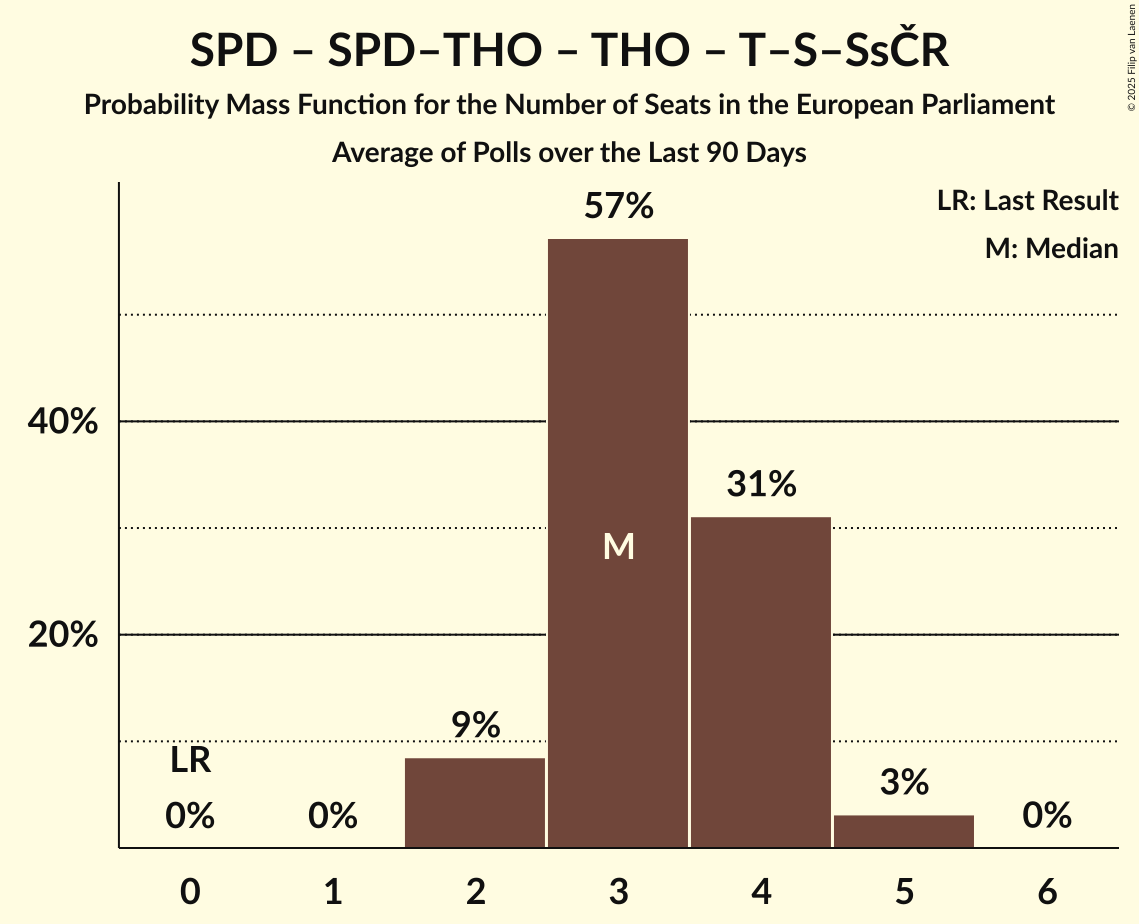 SPD – SPD–THO – THO – T–S–SsČR
Probability Mass Function for the Number of Seats in the European Parliament
Average of Polls over the Last 90 Days
© 2025 Filip van Laenen
LR: Last Result
M: Median
57%
40%
31%
M
20%
9%
LR
3%
0%
0%
0%
0
1
2
3
4
5
6